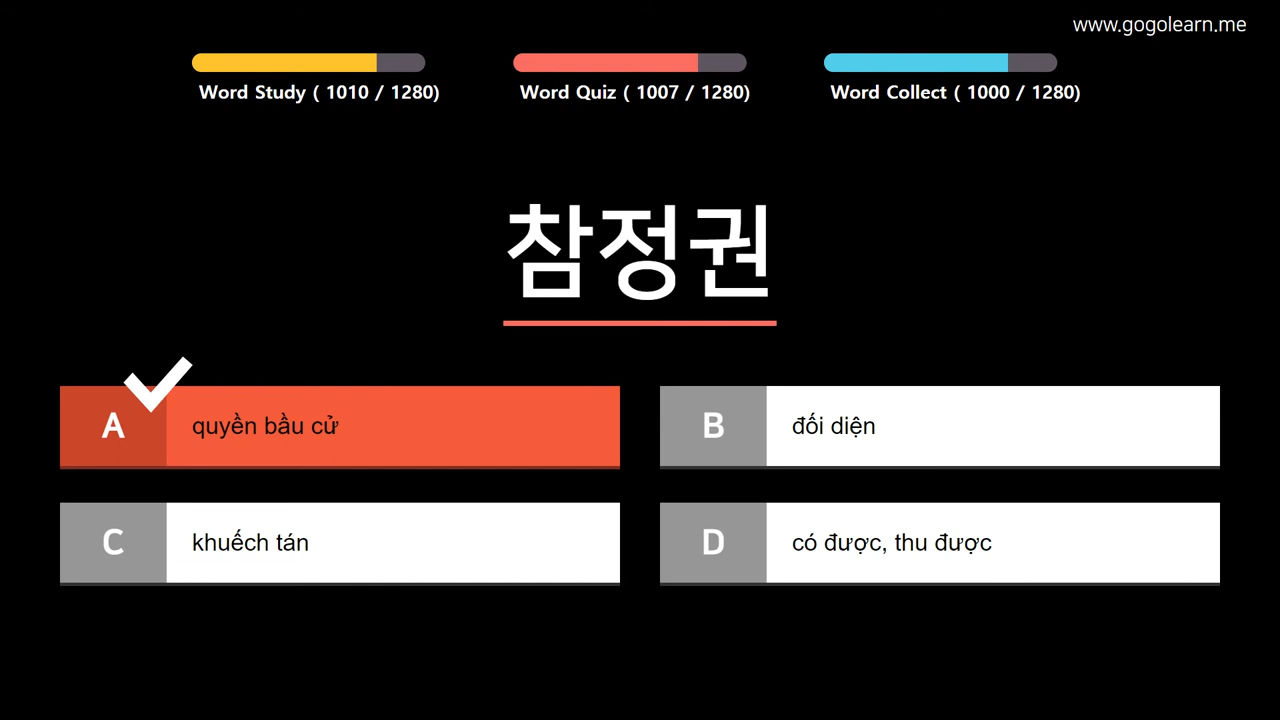 www.gogolearn.me
Word Study ( 1010 / 1280)
Word Quiz ( 1007 / 1280)
Word Collect ( 1000 / 1280)
참정권
A quyền bầu cử
B đối diện
C khuếch tán
D có được, thu được